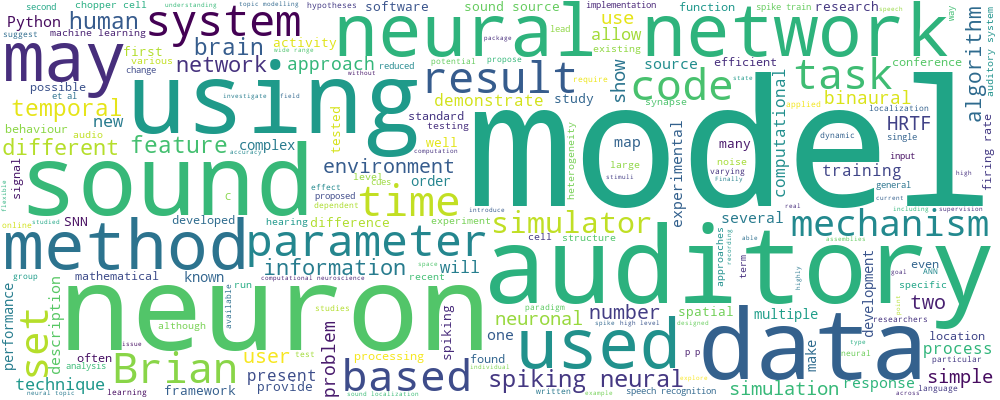 understanding
topic modelling
hypotheses
implementation
second
chopper cell
sound source
function
spike train
research
speech
way
suggest
machine learning
software
Python
human
system
neural
network
package
lead
wide range
reduced
potential
propose
existing
auditory system
algorithm
may
brain
activity
use
allow
first
various
network
approach
using
result
source
efficient
conference
change
without
require
state
applied
show
code
task
possible
et al
investigate
field
temporal
new
demonstrate
study
synapse
computational
binaural
behaviour
audio
tested
standard
testing
model
map
many
localization
HRTF
dynamic
single
different
feature
complex
well
experimental
large
noise
varying
accuracy
computation
environment
stimuli
Finally
training
input
firing rate
signal
sound
level
cues
heterogeneity
general
high
flexible
C
effect
proposed
order
time
real
current
including
supervision
online
studied
SNN
developed
hearing
dependent
difference
introduce
experiment
simulator
several
mechanism
method
parameter
cell
structure
auditory
term
approaches
recording
able
assemblies
even
ANN
group
mathematical
known
information
space
will
recent
computational neuroscience
highly
goal
specific
performance
description
available
run
neuron
paradigm
neuronal
number
spatial
multiple
development
two
although
issue
studies
spiking
designed
spike high level
researchers
set
Brian
user
test
problem
one
used
p p
data
make
type
point
location
often
analysis
processing
found
individual
neural
process
particular
technique
present
based
spiking neural
explore
simulation
response
simple
neural topic
learning
framework
provide
sound localization
written
example
speech recognition
language
across